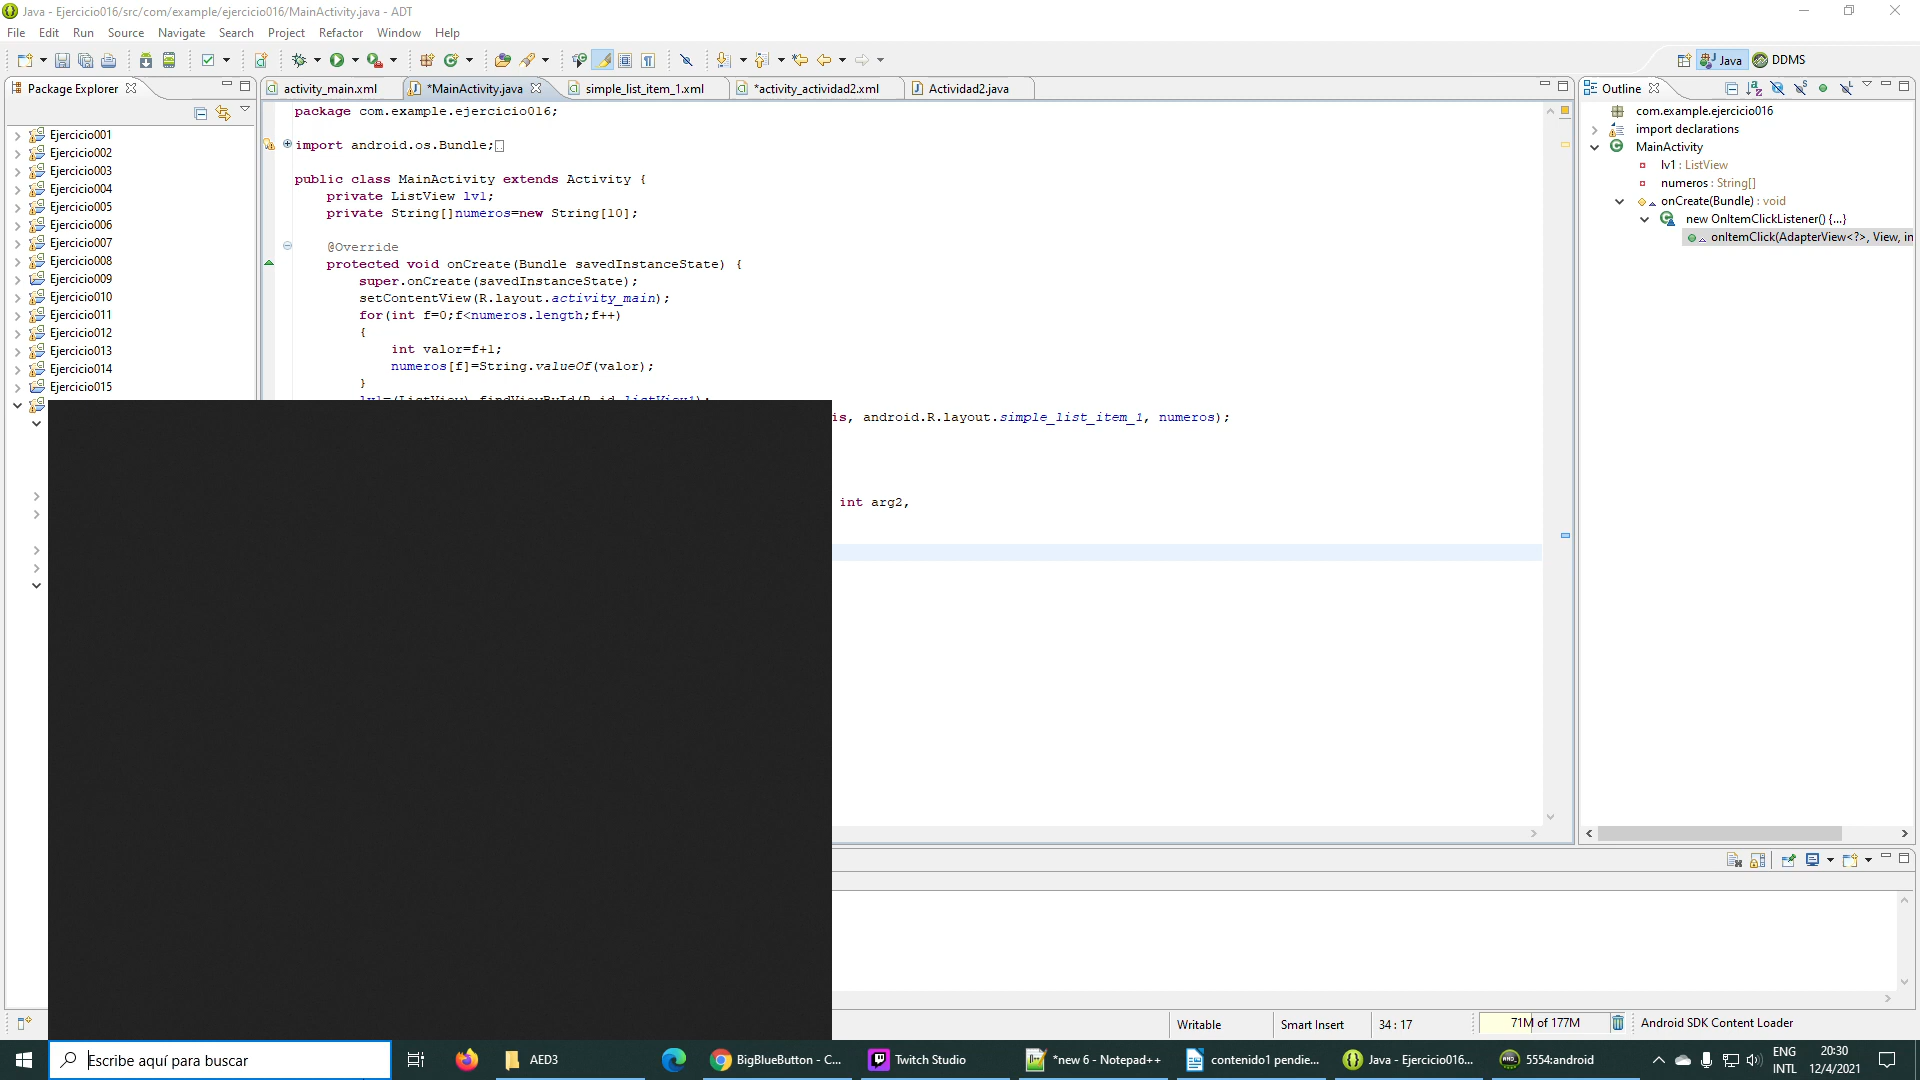 Java - Ejercicio016/src/com/example/ejercicio016/MainActivity.java - ADT
File Edit Run Source Navigate Search Project Refactor Window Help
Java DDMS
Package Explorer
activity_main.xml *MainActivity.java simple_list_item_1.xml *activity_actividad2.xml Actividad2.java
Outline
Ejercicio001
Ejercicio002
Ejercicio003
Ejercicio004
Ejercicio005
Ejercicio006
Ejercicio007
Ejercicio008
Ejercicio009
Ejercicio010
Ejercicio011
Ejercicio012
Ejercicio013
Ejercicio014
Ejercicio015
package com.example.ejercicio016;
import android.os.Bundle;
public class MainActivity extends Activity {
private ListView lv1;
private String[]numeros=new String[10];
@Override
protected void onCreate(Bundle savedInstanceState) {
super.onCreate(savedInstanceState);
setContentView(R.layout.activity_main);
for(int f=0;f<numeros.length;f++)
{
int valor=f+1;
numeros[f]=String.valueOf(valor);
}
lv1=(ListView) findViewById(R.id.listView1);
is, android.R.layout.simple_list_item_1, numeros);
int arg2,
com.example.ejercicio016
import declarations
MainActivity
lv1 : ListView
numeros : String[]
onCreate(Bundle) : void
new OnItemClickListener() {...}
onItemClick(AdapterView<?>, View, in
Writable Smart Insert 34 : 17 71M of 177M Android SDK Content Loader
Escribe aquí para buscar
AED3
BigBlueButton - C...
Twitch Studio
*new 6 - Notepad++
contenido1 pendie...
Java - Ejercicio016...
5554:android
ENG
INTL
20:30
12/4/2021